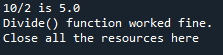 10/2 is 5.0
Divide() function worked fine.
Close all the resources here